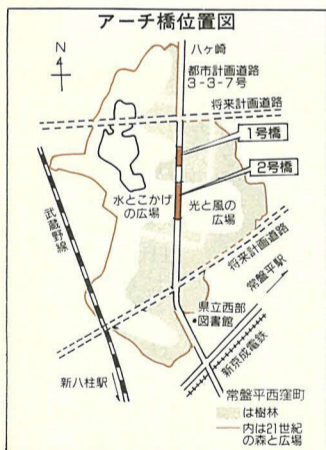 アーチ橋位置図
N
八ヶ崎
都市計画道路
3-3-7号
将来計画道路
1号橋
2号橋
水とこかげ
の広場
光と風の
広場
武蔵野線
将来計画道路
常盤平駅
県立西部
図書館
新京成電鉄
新八柱駅
常盤平西窪町
は樹林
内は21世紀
の森と広場